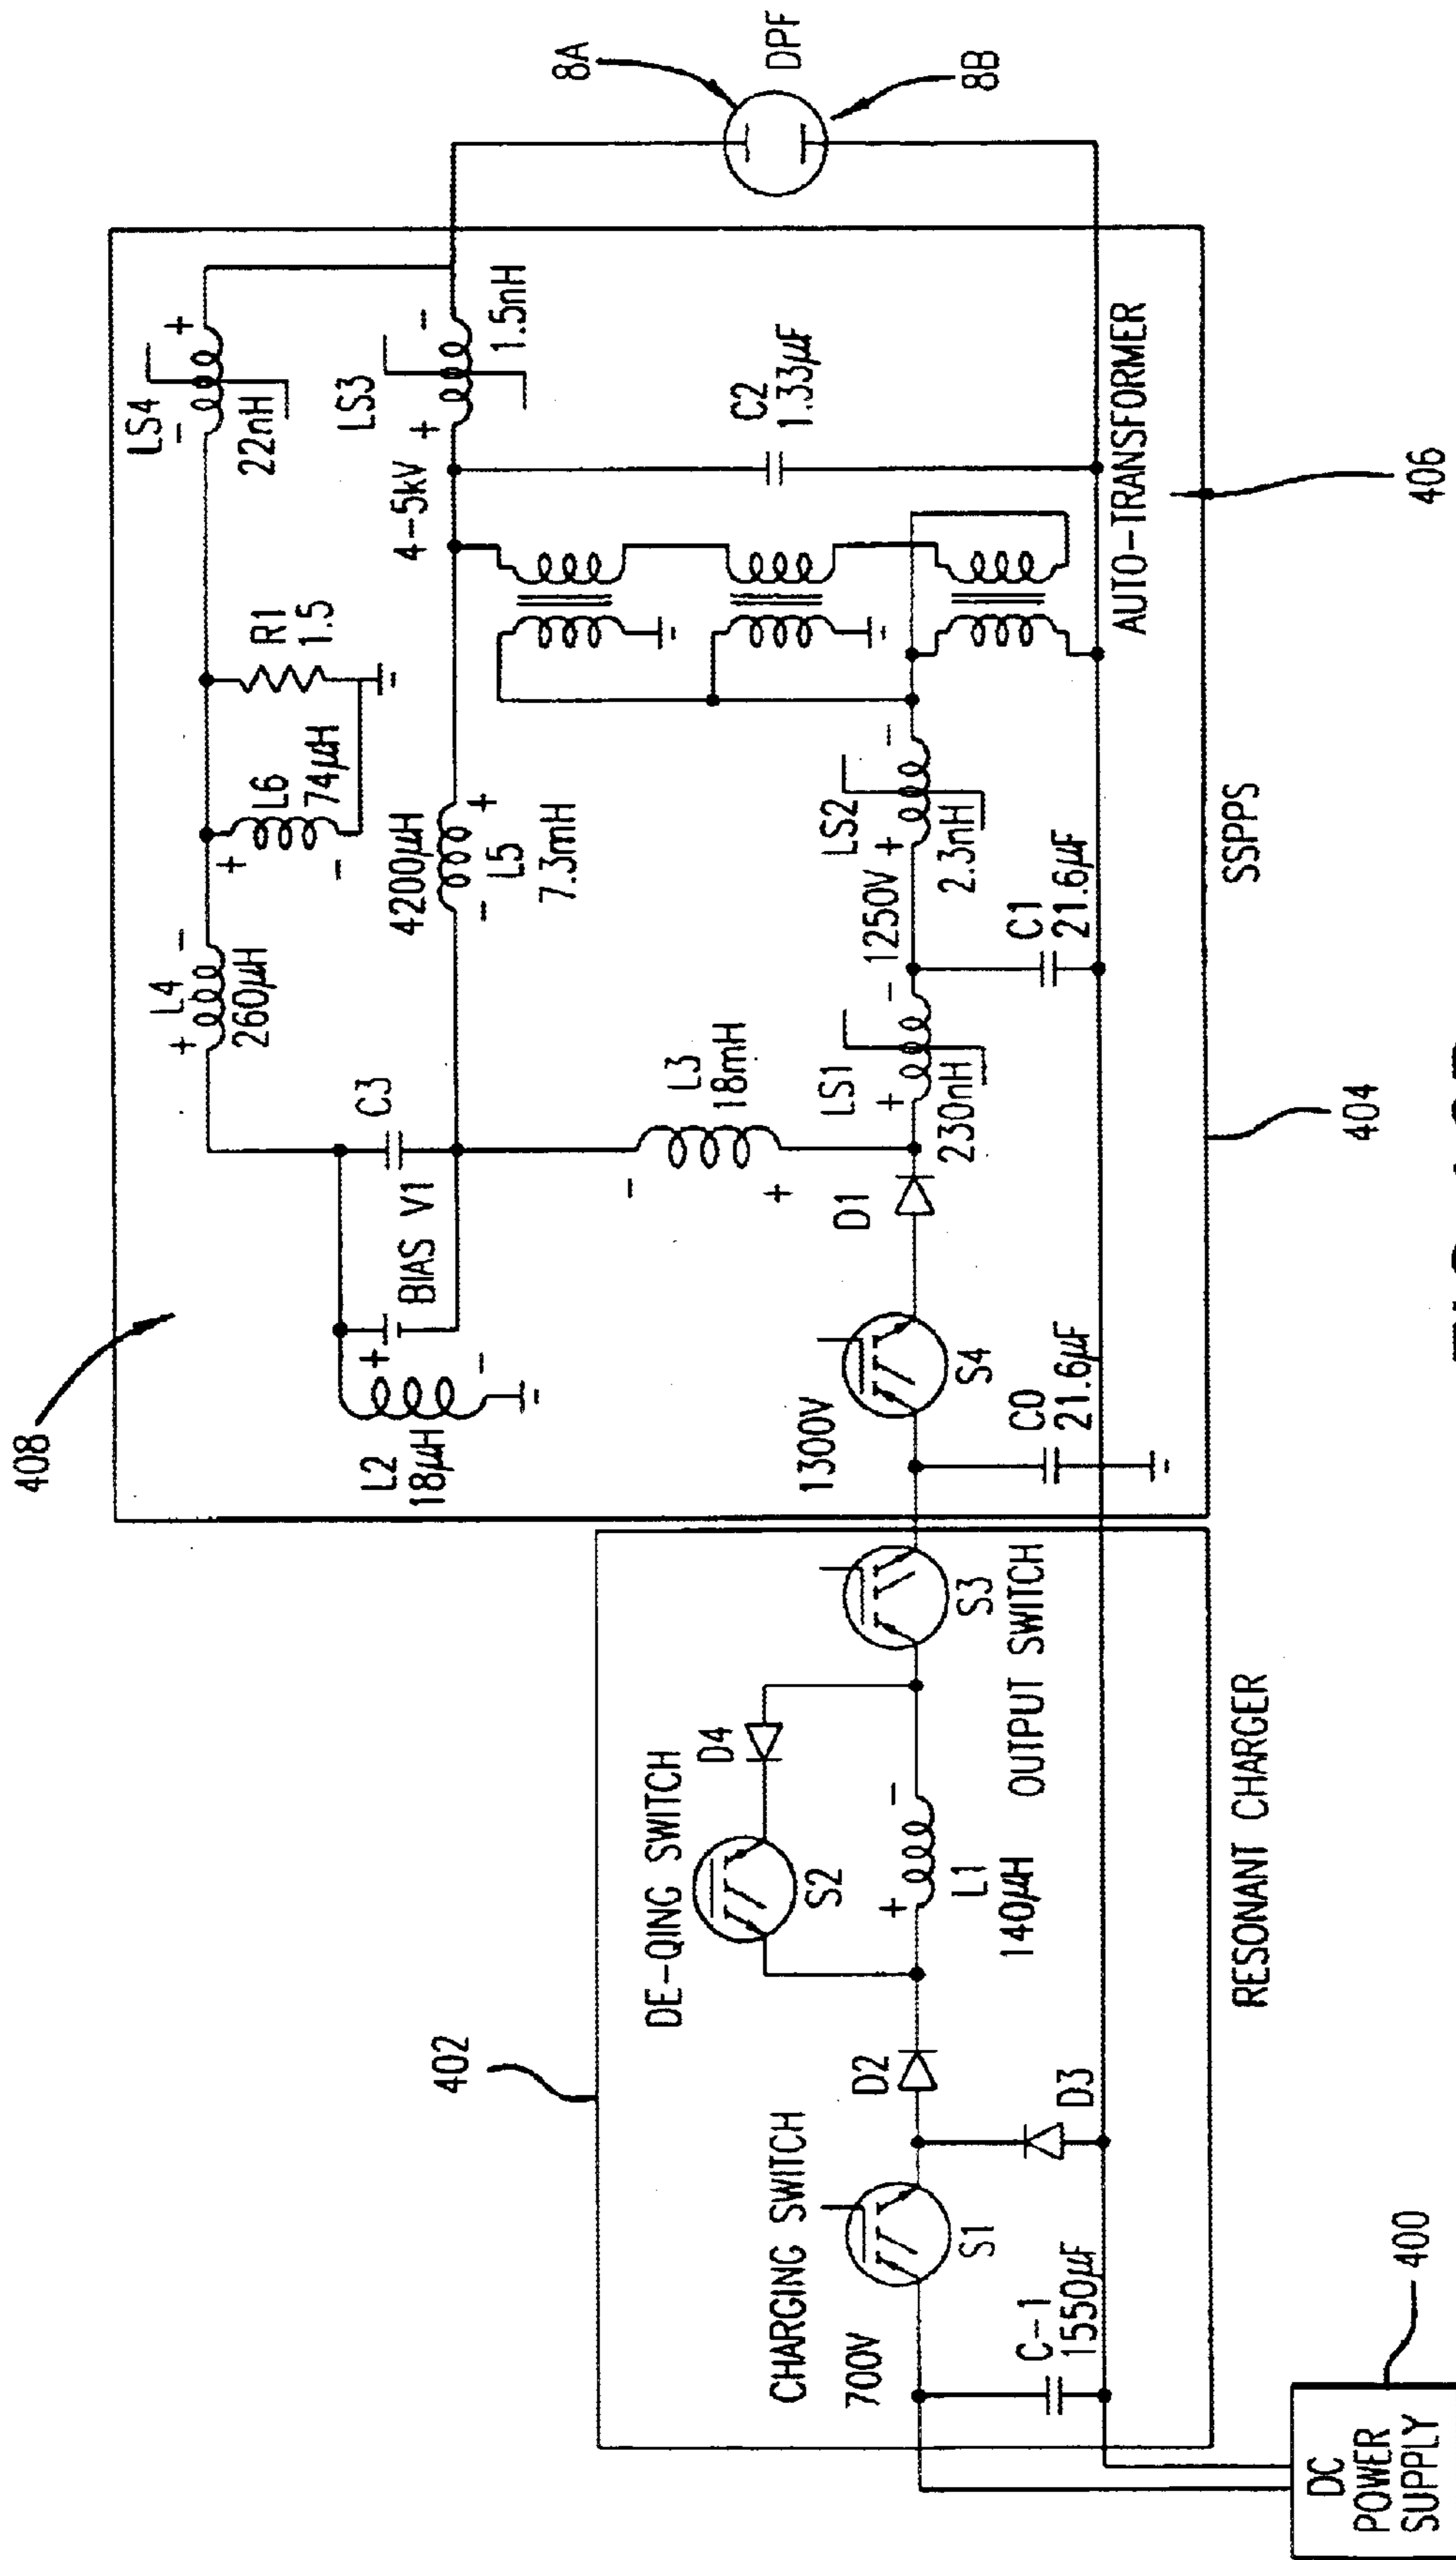 408
L2
18µH
+
-
BIAS V1
C3
+
L4
-
260µH
+
L6
74µH
-
R1
1.5
LS4
-
+
22nH
4200µH
-
L5
+
7.3mH
4-5kV
+
LS3
-
1.5nH
-
L3
18mH
+
C2
1.33µF
8A
DPF
8B
1300V
S4
D1
LS1
+
-
230nH
1250V
LS2
+
-
2.3nH
C0
21.6µF
C1
21.6µF
AUTO-TRANSFORMER
406
SSPPS
404
402
DE-QING SWITCH
S2
D4
CHARGING SWITCH
700V
S1
D2
+
L1
-
140µH
S3
OUTPUT SWITCH
D3
C-1
1550µF
RESONANT CHARGER
DC
POWER
SUPPLY
400